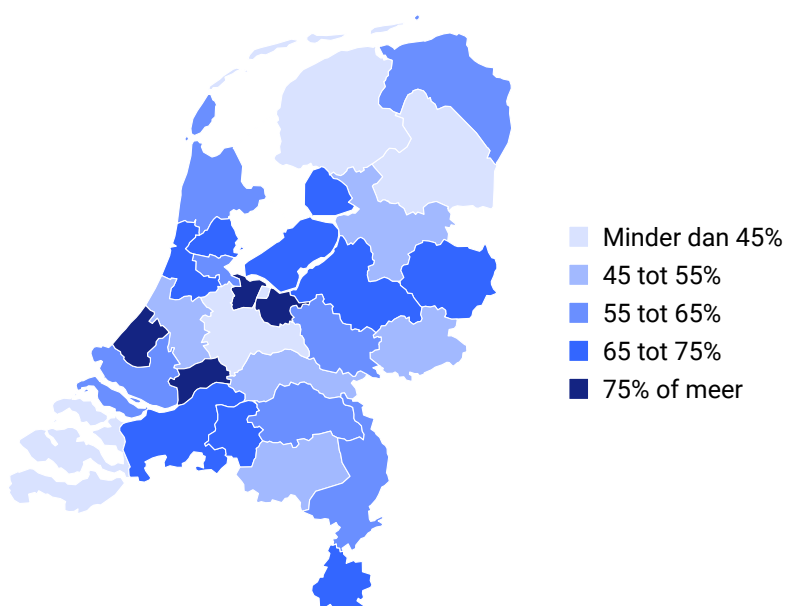 Minder dan 45%
45 tot 55%
55 tot 65%
65 tot 75%
75% of meer